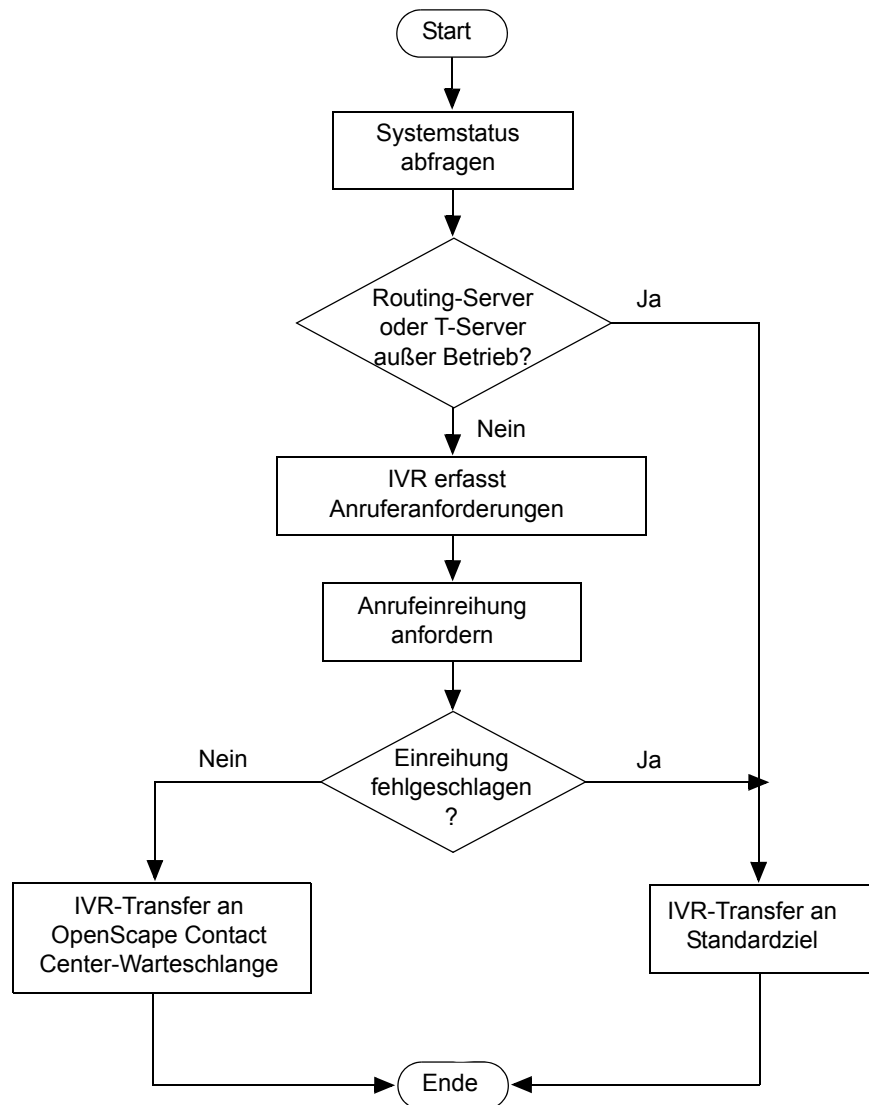 Start
Systemstatus
abfragen
Routing-Server
oder T-Server
außer Betrieb?
Ja
Nein
IVR erfasst
Anruferanforderungen
Anrufeinreihung
anfordern
Nein
Einreihung
fehlgeschlagen
?
Ja
IVR-Transfer an
OpenScape Contact
Center-Warteschlange
IVR-Transfer an
Standardziel
Ende